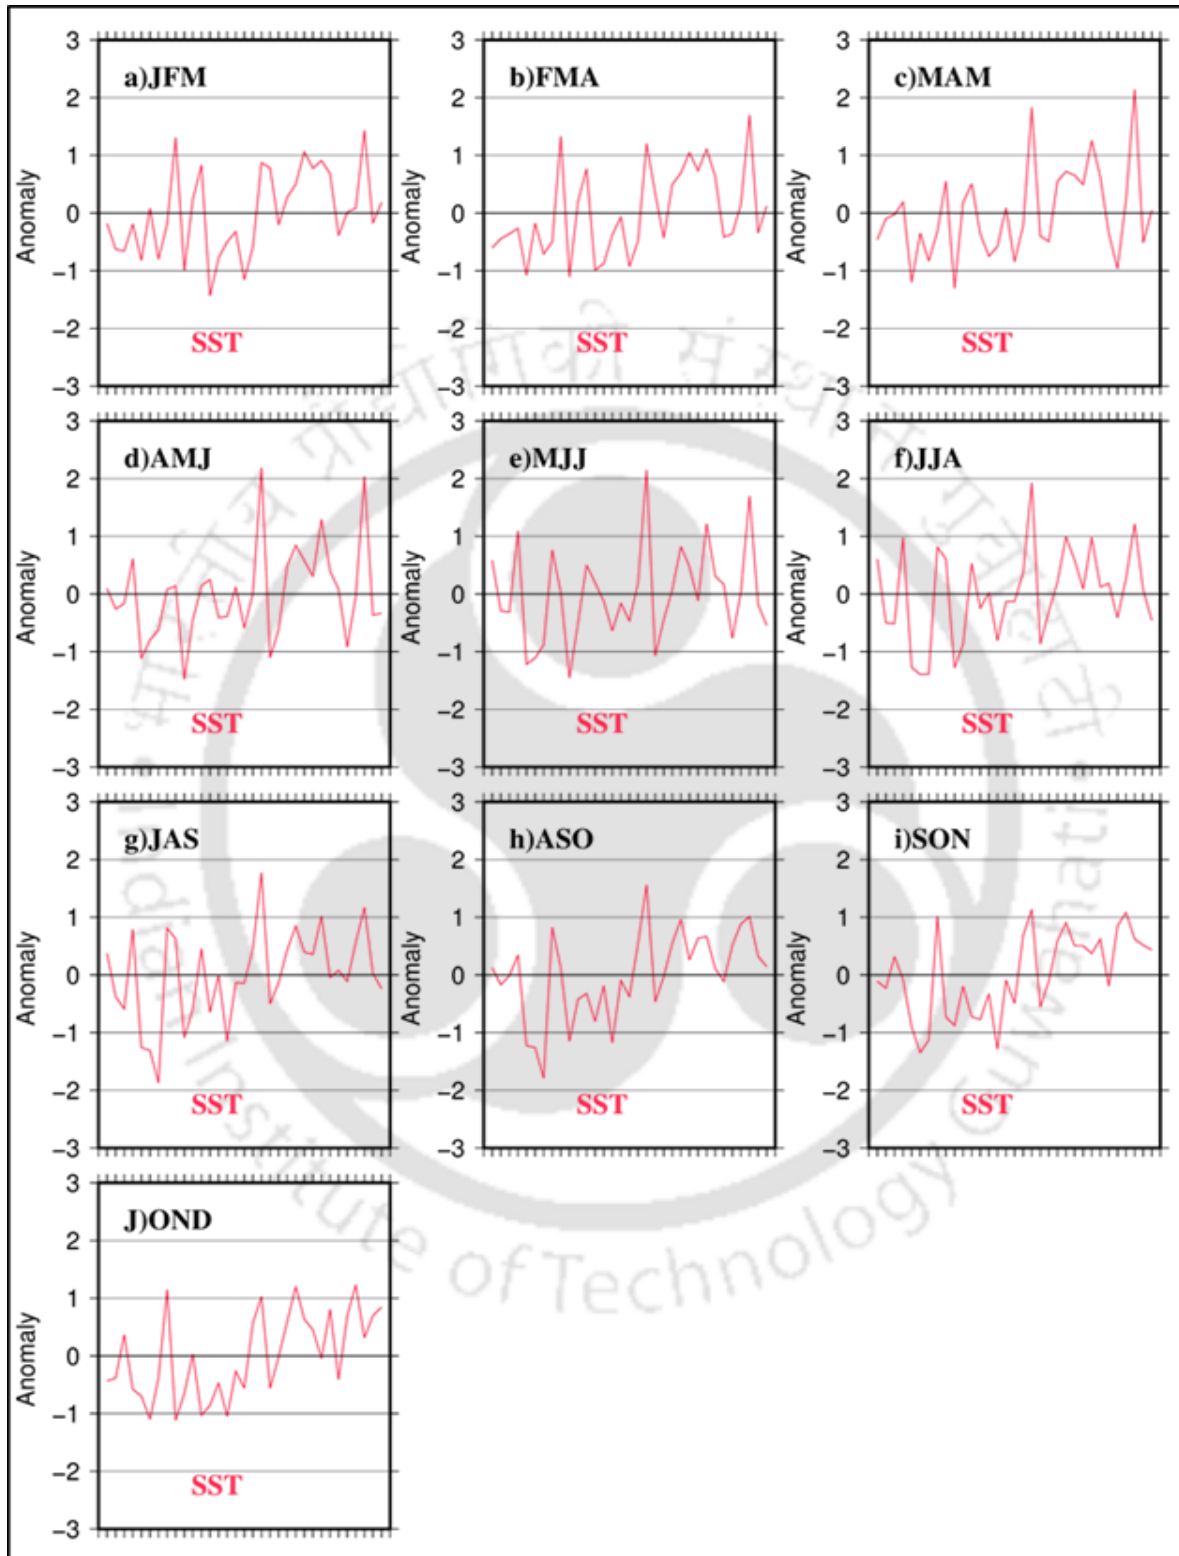 3 3 3
a)JFM b)FMA c)MAM
2 2 2
1 1 1
Anomaly 0 Anomaly 0 Anomaly 0
−1 −1 −1
−2 −2 −2
SST SST SST
−3 −3 −3
3 3 3
d)AMJ e)MJJ f)JJA
2 2 2
1 1 1
Anomaly 0 Anomaly 0 Anomaly 0
−1 −1 −1
−2 −2 −2
SST SST SST
−3 −3 −3
3 3 3
g)JAS h)ASO i)SON
2 2 2
1 1 1
Anomaly 0 Anomaly 0 Anomaly 0
−1 −1 −1
−2 −2 −2
SST SST SST
−3 −3 −3
3
J)OND
2
1
Anomaly 0
−1
−2
SST
−3
Indian Institute of Technology Guwahati